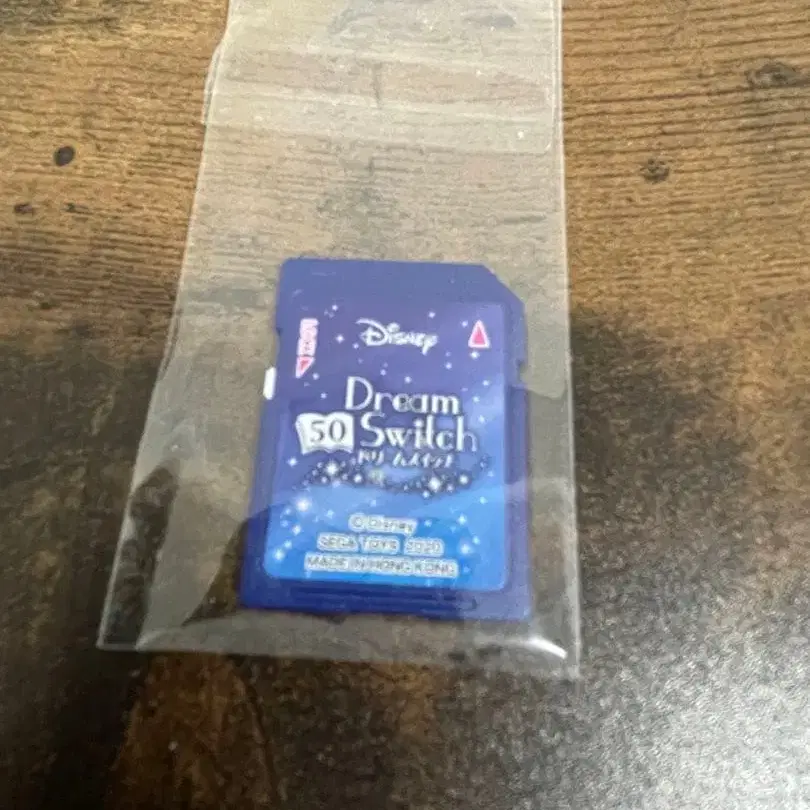 LOCK
Disney
Dream
50 Switch
ドリームスイッチ
© Disney
SEGA TOYS 2020
MADE IN HONG KONG